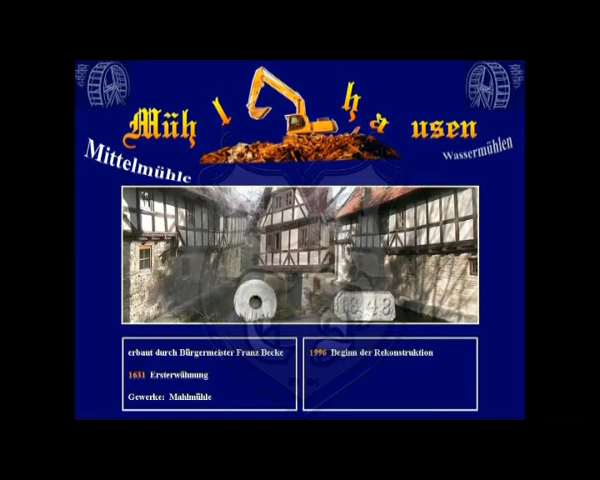 Mühlhausen
Mittelmühle
Wassermühlen
1848
erbaut durch Bürgermeister Franz Becke
1631 Ersterwähnung
Gewerke: Mahlmühle
1996 Beginn der Rekonstruktion